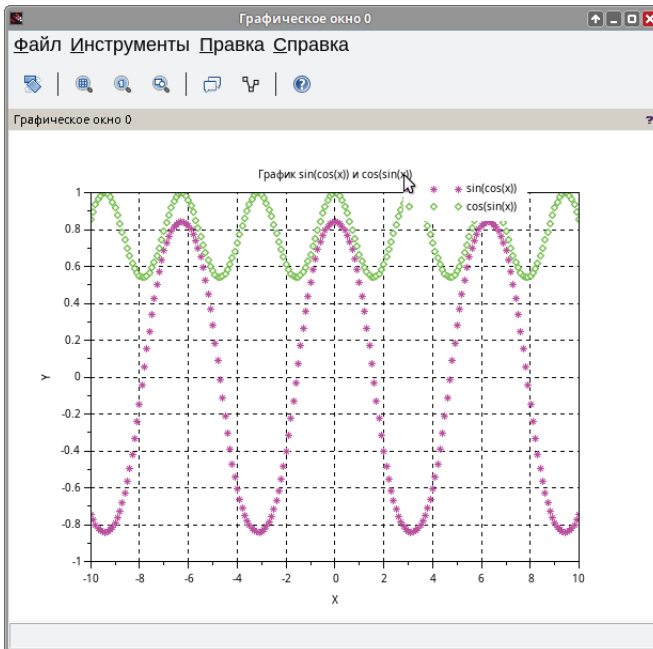 Графическое окно 0
Файл Инструменты Правка Справка
Графическое окно 0
?
График sin(cos(x)) и cos(sin(x))
sin(cos(x))
cos(sin(x))
1
0.8
0.6
0.4
0.2
0
-0.2
-0.4
-0.6
-0.8
-1
Y
-10 -8 -6 -4 -2 0 2 4 6 8 10
X